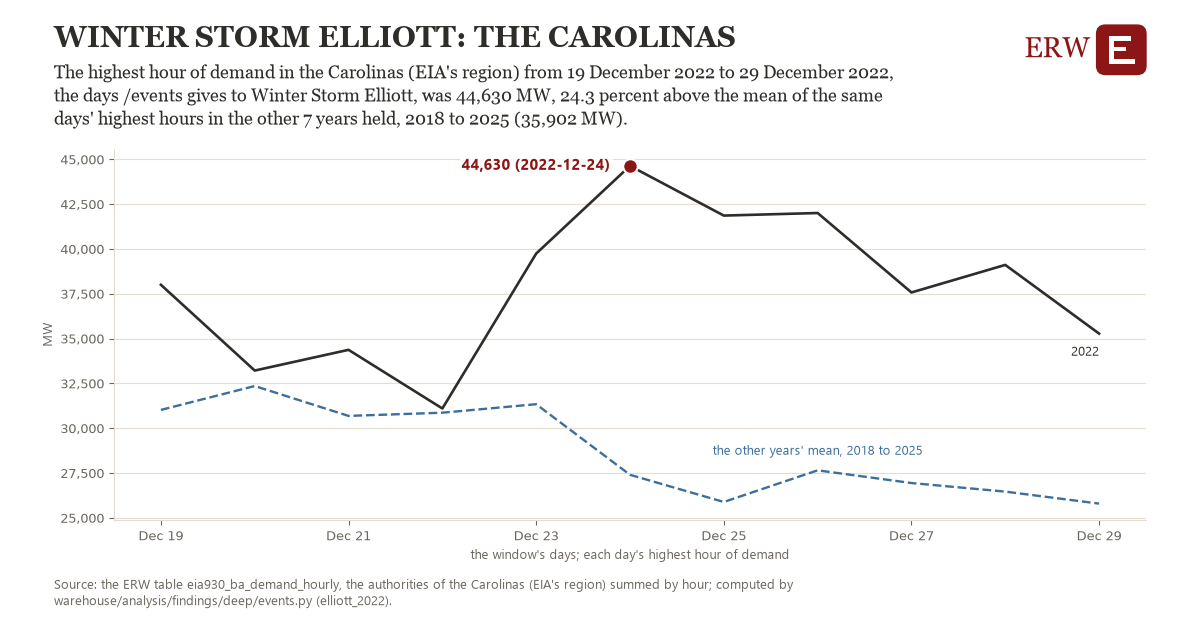 WINTER STORM ELLIOTT: THE CAROLINAS
ERW E
The highest hour of demand in the Carolinas (EIA's region) from 19 December 2022 to 29 December 2022,
the days /events gives to Winter Storm Elliott, was 44,630 MW, 24.3 percent above the mean of the same
days' highest hours in the other 7 years held, 2018 to 2025 (35,902 MW).
45,000
44,630 (2022-12-24)
42,500
40,000
37,500
MW
35,000
2022
32,500
30,000
the other years' mean, 2018 to 2025
27,500
25,000
Dec 19 Dec 21 Dec 23 Dec 25 Dec 27 Dec 29
the window's days; each day's highest hour of demand
Source: the ERW table eia930_ba_demand_hourly, the authorities of the Carolinas (EIA's region) summed by hour; computed by
warehouse/analysis/findings/deep/events.py (elliott_2022).